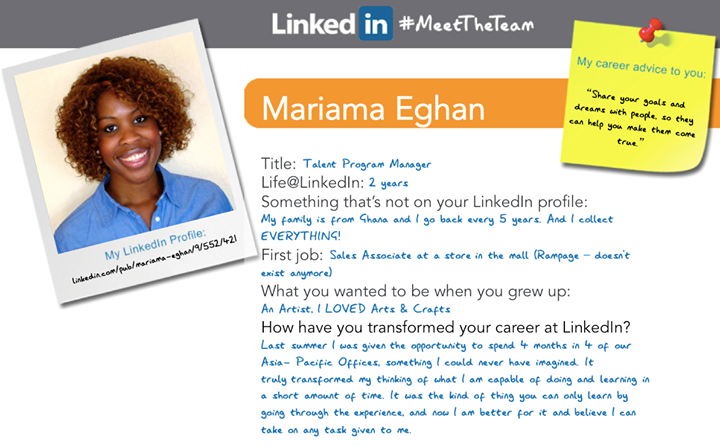 Linked in #MeetTheTeam
My career advice to you:
"Share your goals and
dreams with people, so they
can help you make them come
true."
Mariama Eghan
Title: Talent Program Manager
Life@LinkedIn: 2 years
Something that's not on your LinkedIn profile:
My family is from Ghana and I go back every 5 years. And I collect
EVERYTHING!
First job: Sales Associate at a store in the mall (Rampage – doesn't
exist anymore)
What you wanted to be when you grew up:
An Artist, I LOVED Arts & Crafts
How have you transformed your career at LinkedIn?
Last summer I was given the opportunity to spend 4 months in 4 of our
Asia- Pacific Offices, something I could never have imagined. It
truly transformed my thinking of what I am capable of doing and learning in
a short amount of time. It was the kind of thing you can only learn by
going through the experience, and now I am better for it and believe I can
take on any task given to me.
My LinkedIn Profile:
linkedin.com/pub/mariama-eghan/9/552/421